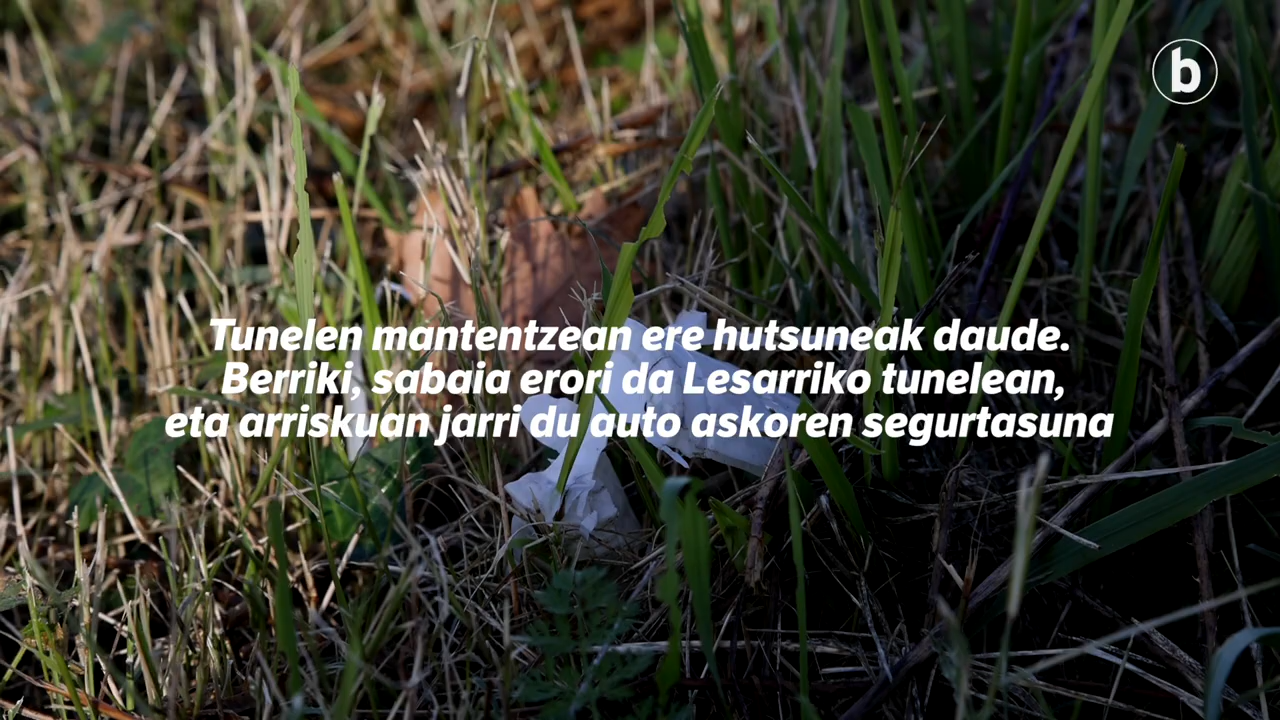 b
Tunelen mantentzean ere hutsuneak daude.
Berriki, sabaia erori da Lesarriko tunelean,
eta arriskuan jarri du auto askoren segurtasuna